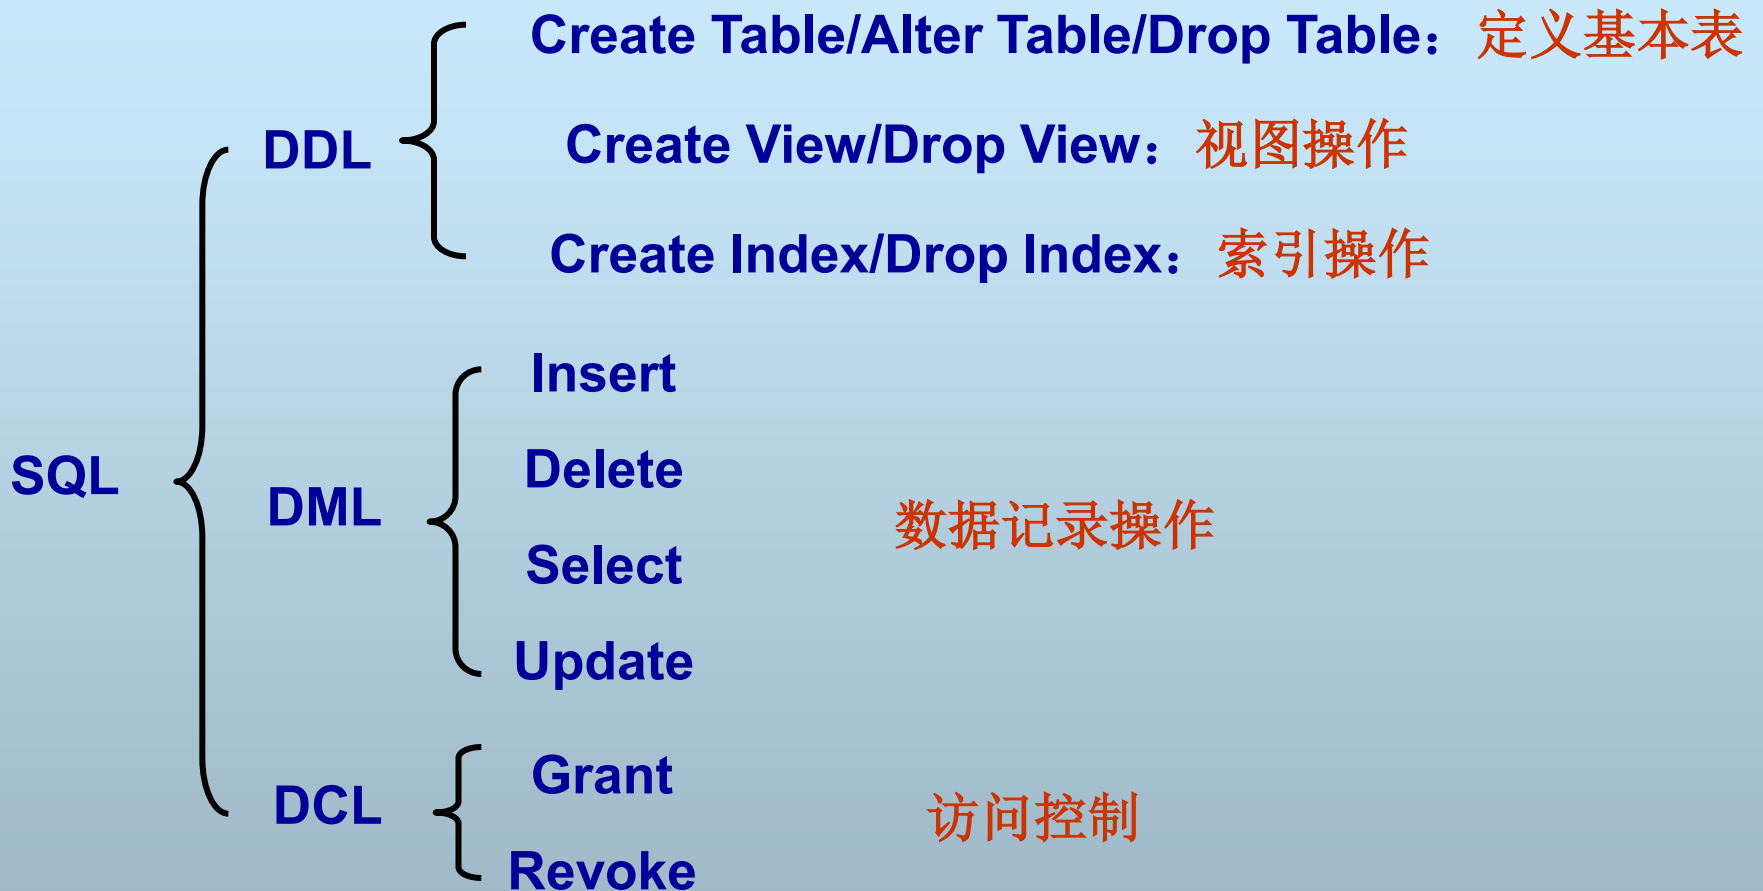 Create Table/Alter Table/Drop Table：定义基本表
DDL
Create View/Drop View：视图操作
Create Index/Drop Index：索引操作
SQL
DML
Insert
Delete
Select
Update
数据记录操作
DCL
Grant
Revoke
访问控制